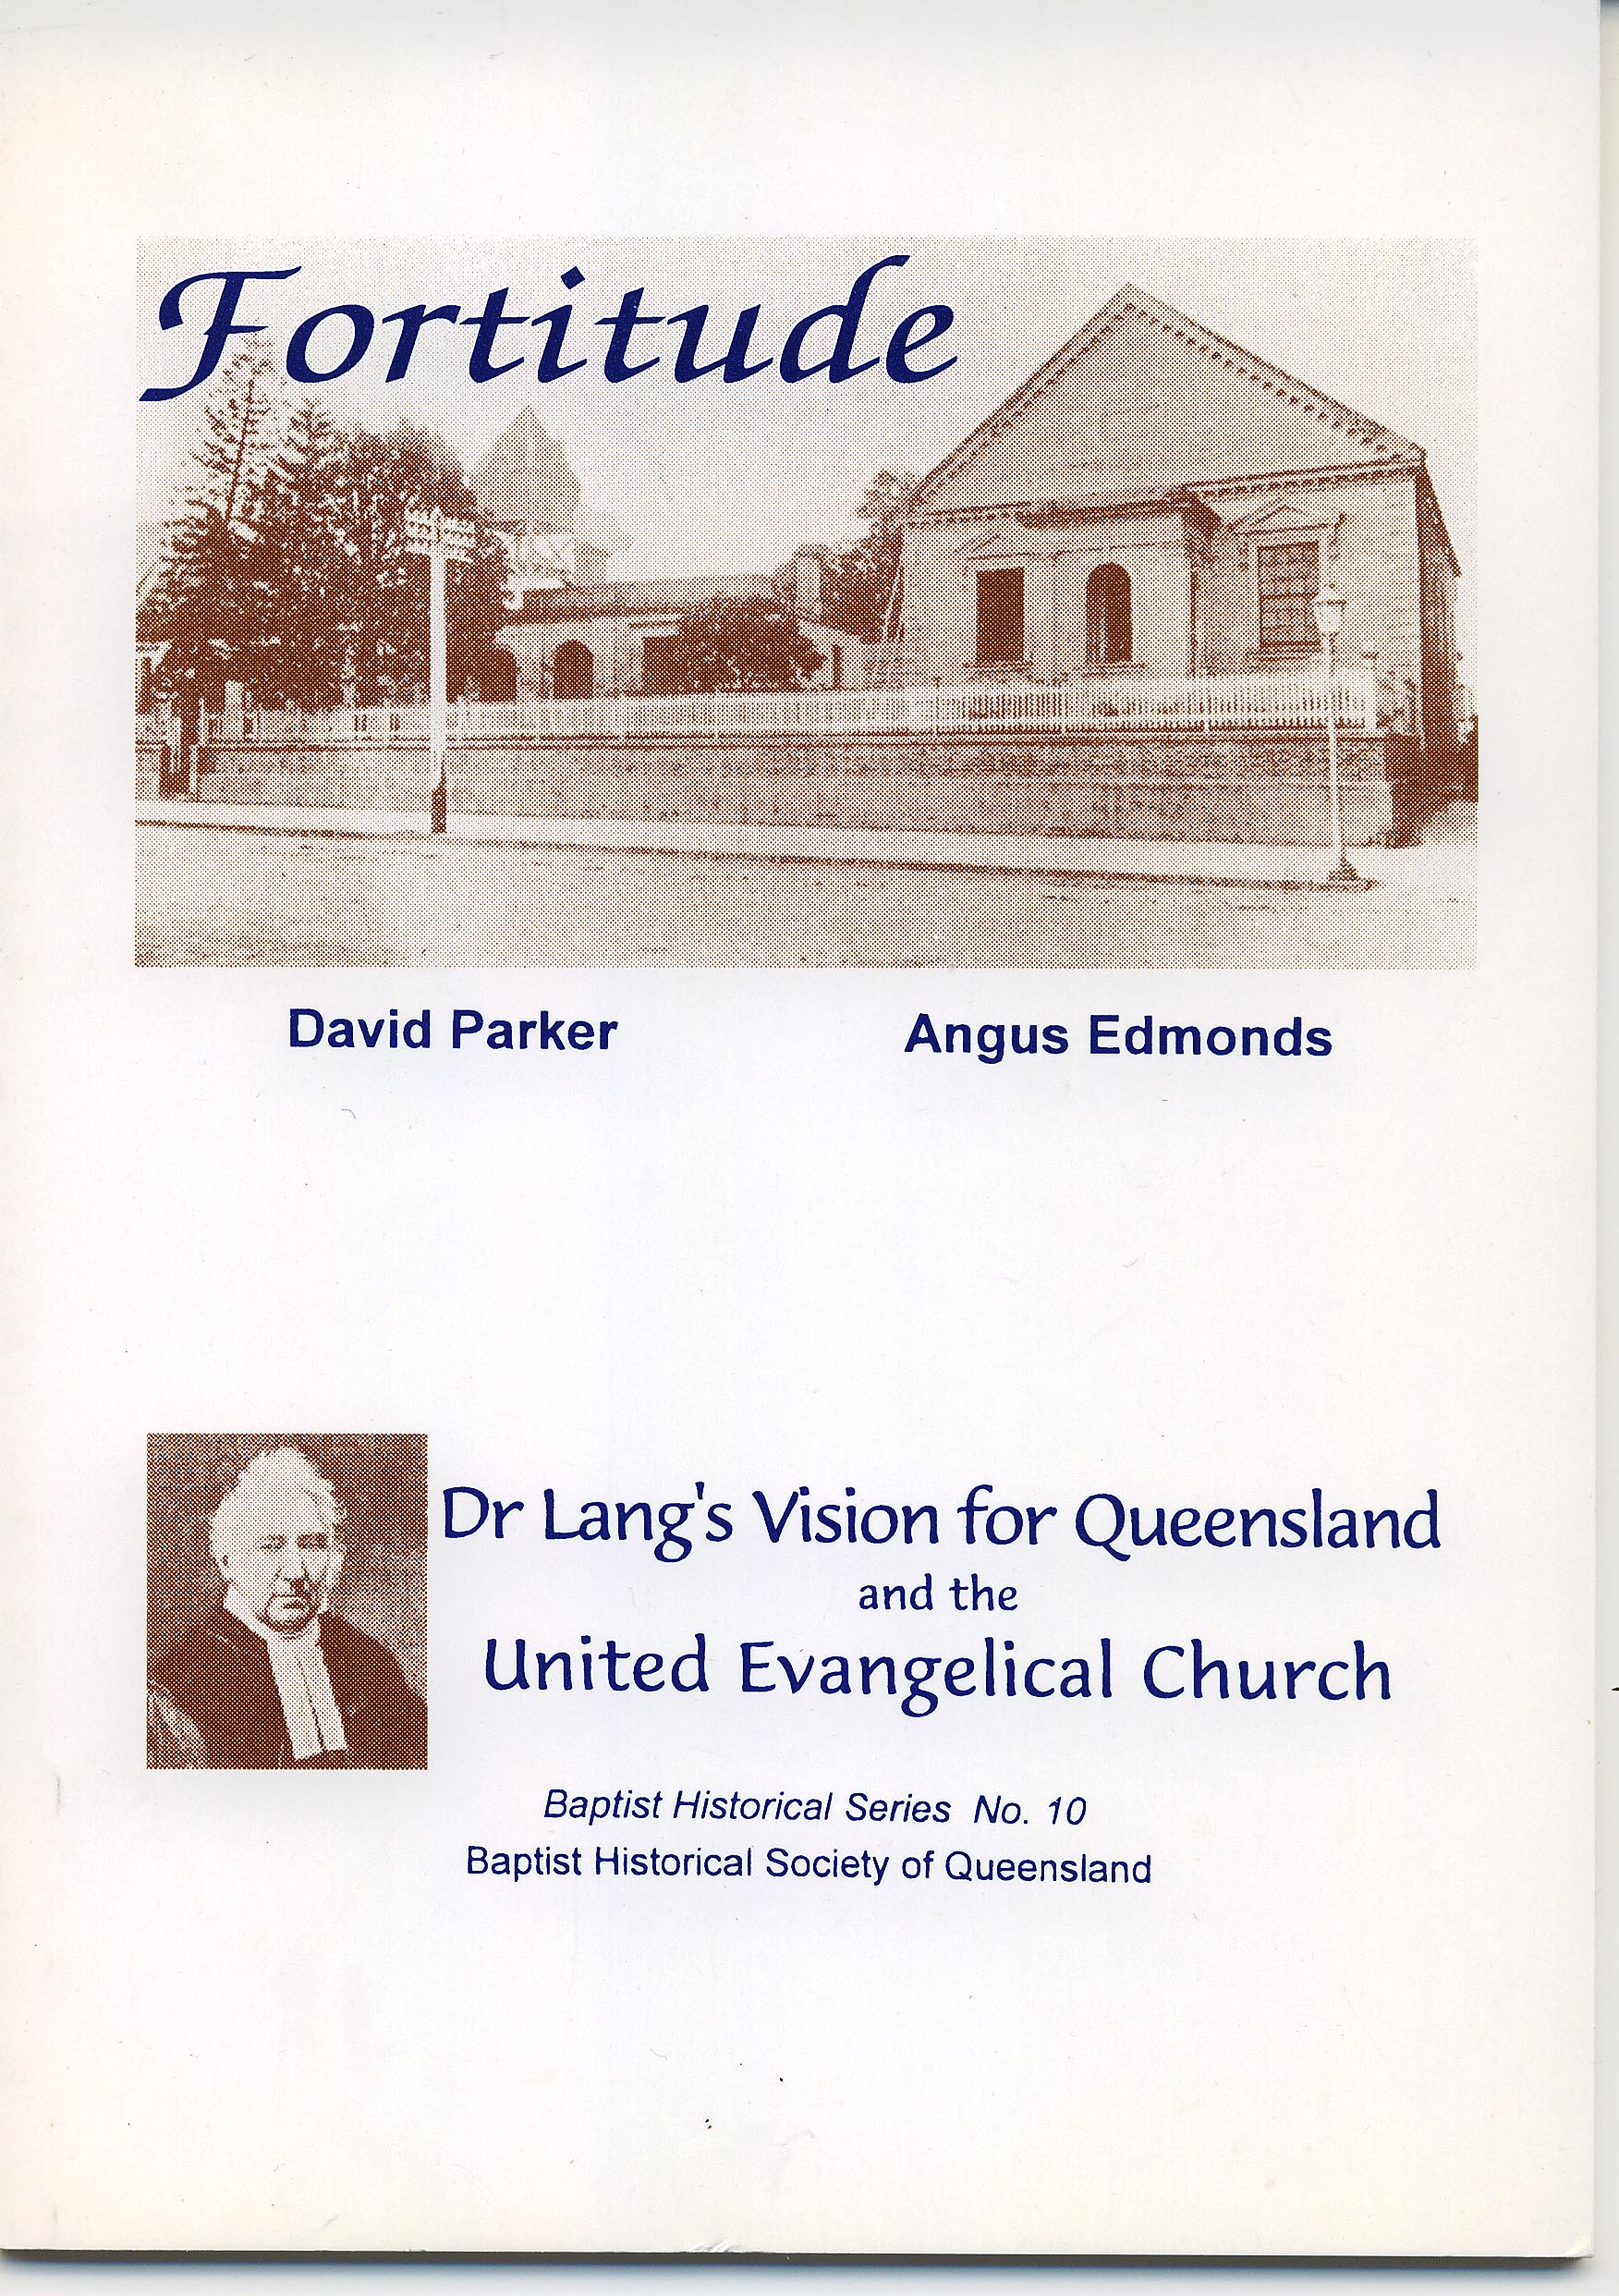 Fortitude
David Parker Angus Edmonds
Dr Lang's Vision for Queensland
and the
United Evangelical Church
Baptist Historical Series No. 10
Baptist Historical Society of Queensland